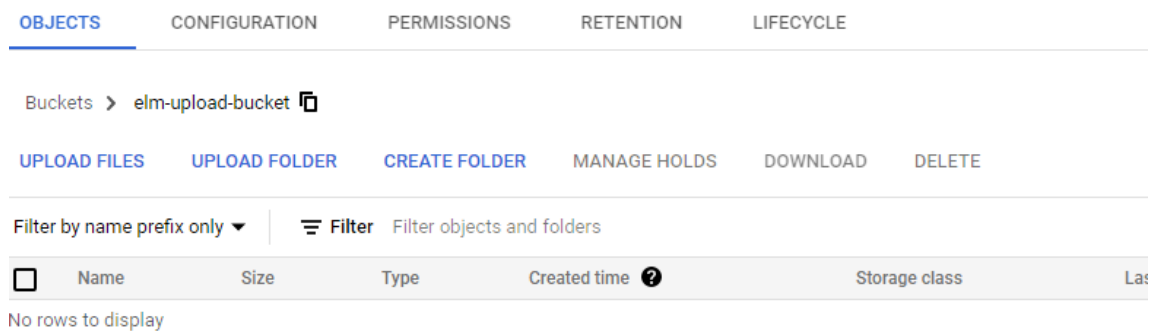 OBJECTS CONFIGURATION PERMISSIONS RETENTION LIFECYCLE
Buckets > elm-upload-bucket
UPLOAD FILES UPLOAD FOLDER CREATE FOLDER MANAGE HOLDS DOWNLOAD DELETE
Filter by name prefix only Filter Filter objects and folders
Name Size Type Created time ? Storage class Las
No rows to display